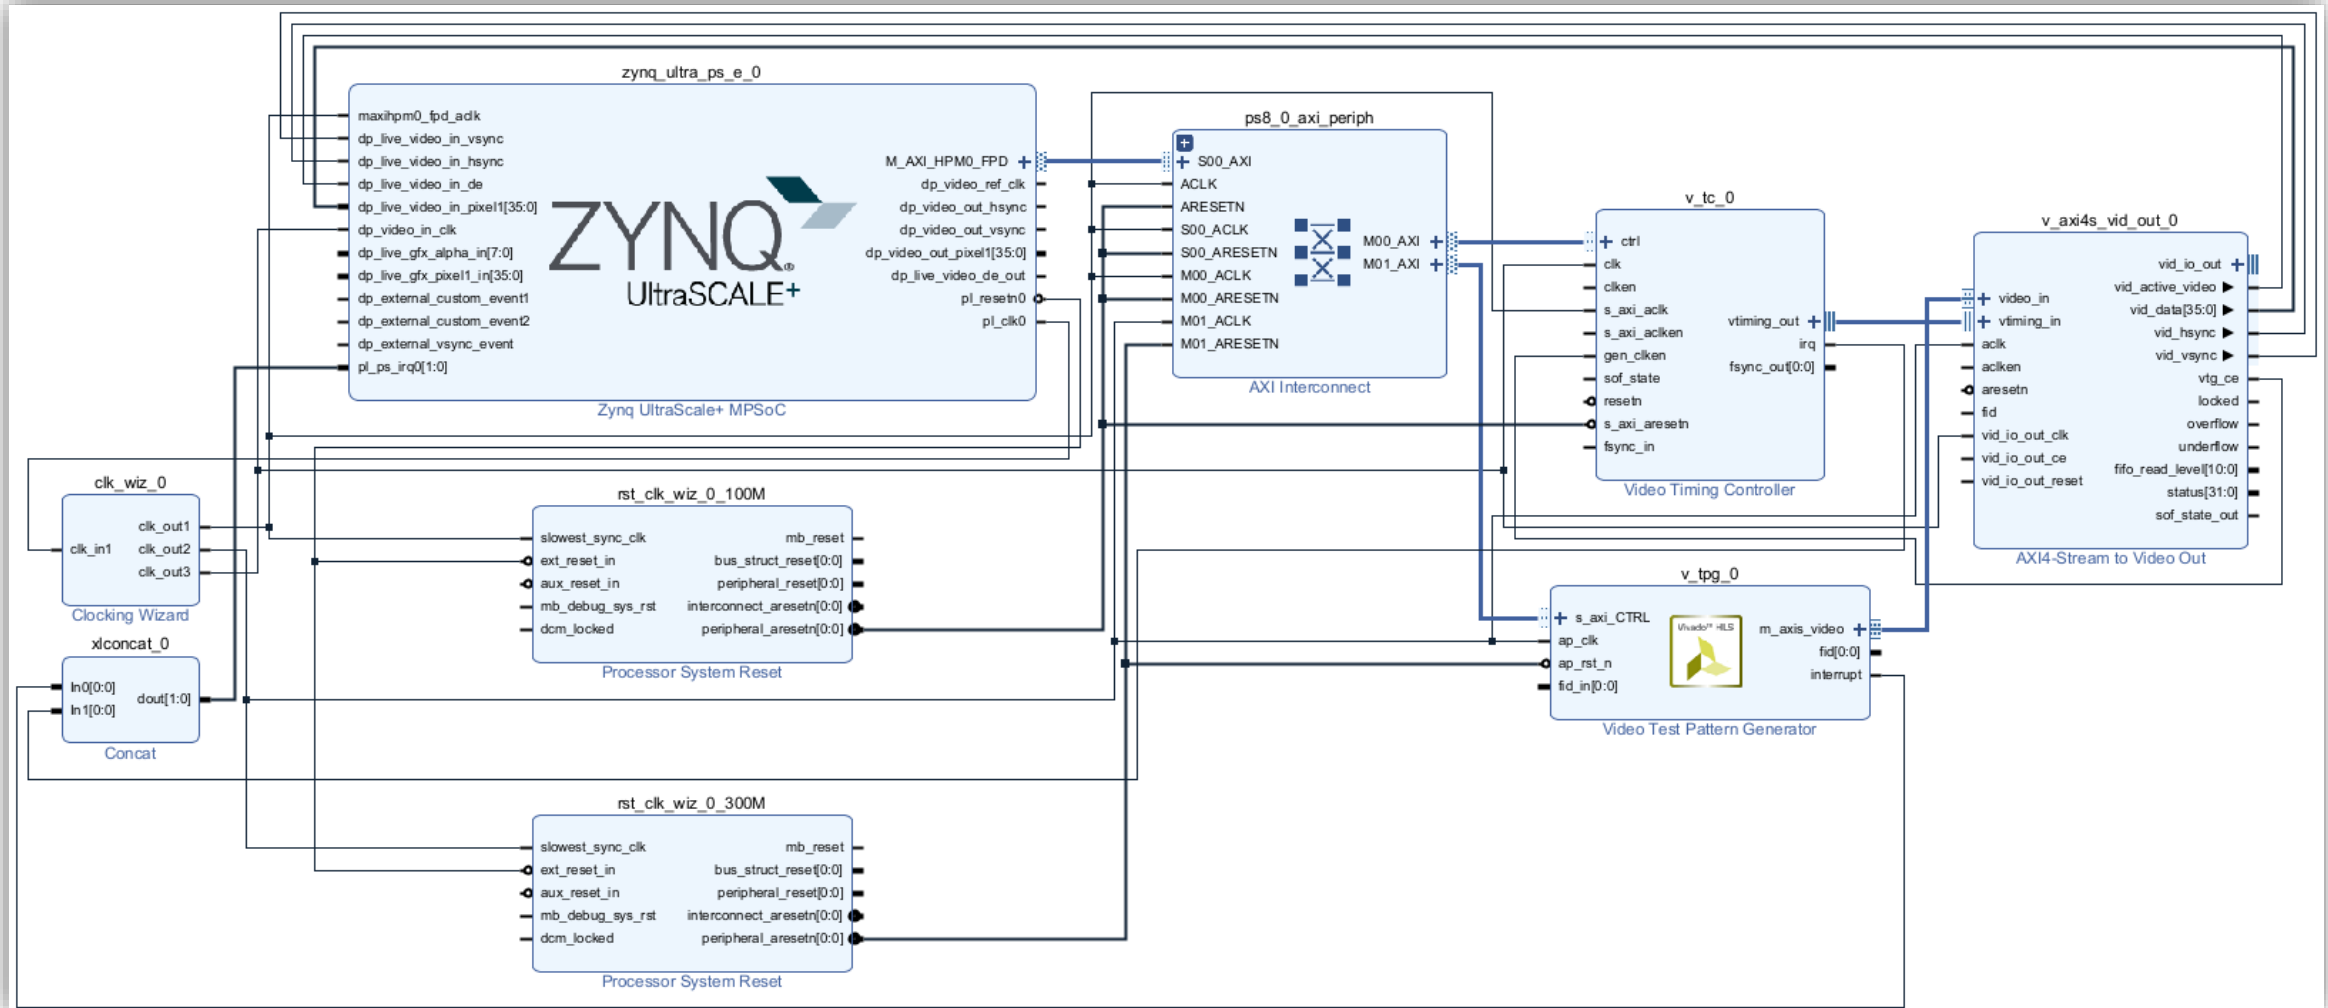 zynq_ultra_ps_e_0
maxihpm0_fpd_aclk
dp_live_video_in_vsync
dp_live_video_in_hsync
dp_live_video_in_de
dp_live_video_in_pixel1[35:0]
dp_video_in_clk
dp_live_gfx_alpha_in[7:0]
dp_live_gfx_pixel1_in[35:0]
dp_external_custom_event1
dp_external_custom_event2
dp_external_vsync_event
pl_ps_irq0[1:0]
ZYNQ
UltraSCALE+
M_AXI_HPM0_FPD
dp_video_ref_clk
dp_video_out_hsync
dp_video_out_vsync
dp_video_out_pixel1[35:0]
dp_live_video_de_out
pl_resetn0
pl_clk0
Zynq UltraScale+ MPSoC
ps8_0_axi_periph
S00_AXI
ACLK
ARESETN
S00_ACLK
S00_ARESETN
M00_ACLK
M00_ARESETN
M01_ACLK
M01_ARESETN
M00_AXI
M01_AXI
AXI Interconnect
v_tc_0
ctrl
clk
clken
s_axi_aclk
s_axi_aclken
gen_clken
sof_state
resetn
s_axi_aresetn
fsync_in
vtiming_out
irq
fsync_out[0:0]
Video Timing Controller
v_axi4s_vid_out_0
video_in
vtiming_in
aclk
aclken
aresetn
fid
vid_io_out_clk
vid_io_out_ce
vid_io_out_reset
vid_io_out
vid_active_video
vid_data[35:0]
vid_hsync
vid_vsync
vtg_ce
locked
overflow
underflow
fifo_read_level[10:0]
status[31:0]
sof_state_out
AXI4-Stream to Video Out
clk_wiz_0
clk_in1
clk_out1
clk_out2
clk_out3
Clocking Wizard
xlconcat_0
In0[0:0]
In1[0:0]
dout[1:0]
Concat
rst_clk_wiz_0_100M
slowest_sync_clk
ext_reset_in
aux_reset_in
mb_debug_sys_rst
dcm_locked
mb_reset
bus_struct_reset[0:0]
peripheral_reset[0:0]
interconnect_aresetn[0:0]
peripheral_aresetn[0:0]
Processor System Reset
v_tpg_0
s_axi_CTRL
ap_clk
ap_rst_n
fid_in[0:0]
Vivado™ HLS
m_axis_video
fid[0:0]
interrupt
Video Test Pattern Generator
rst_clk_wiz_0_300M
slowest_sync_clk
ext_reset_in
aux_reset_in
mb_debug_sys_rst
dcm_locked
mb_reset
bus_struct_reset[0:0]
peripheral_reset[0:0]
interconnect_aresetn[0:0]
peripheral_aresetn[0:0]
Processor System Reset